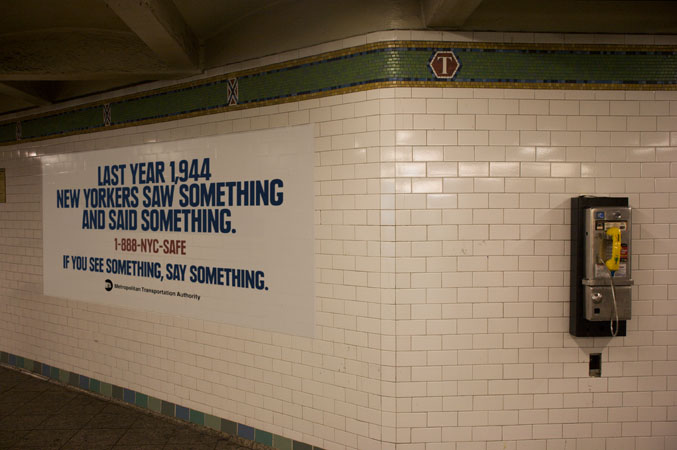 T
LAST YEAR 1,944
NEW YORKERS SAW SOMETHING
AND SAID SOMETHING.
1-888-NYC-SAFE
IF YOU SEE SOMETHING, SAY SOMETHING.
Metropolitan Transportation Authority